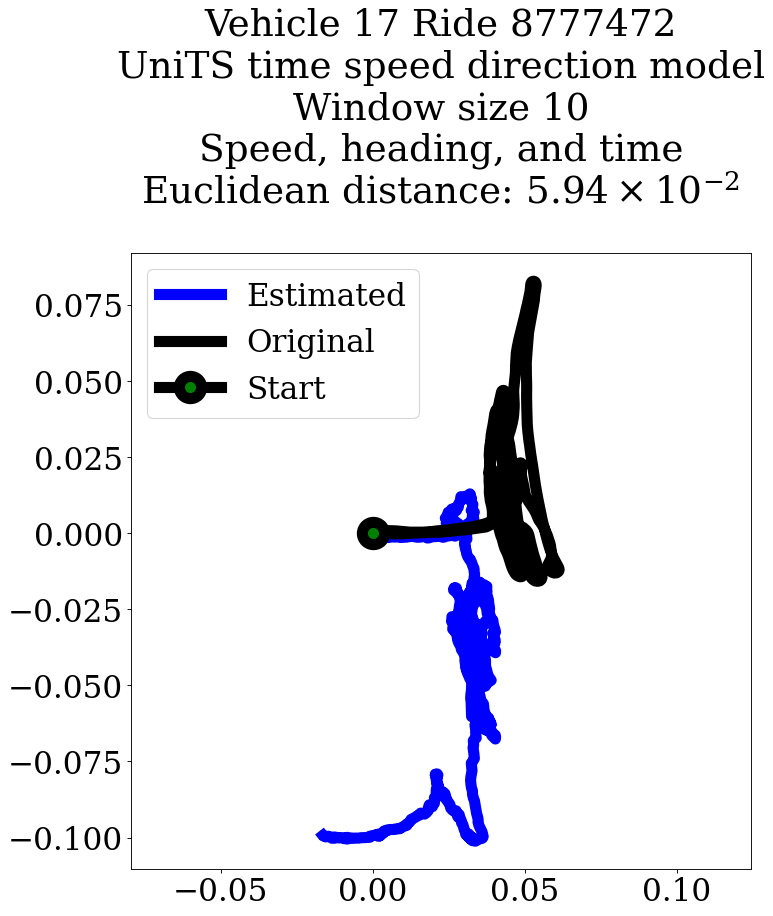 Vehicle 17 Ride 8777472
UniTS time speed direction model
Window size 10
Speed, heading, and time
Euclidean distance: 5.94 × 10⁻²
Estimated
Original
Start
0.075
0.050
0.025
0.000
−0.025
−0.050
−0.075
−0.100
−0.05 0.00 0.05 0.10